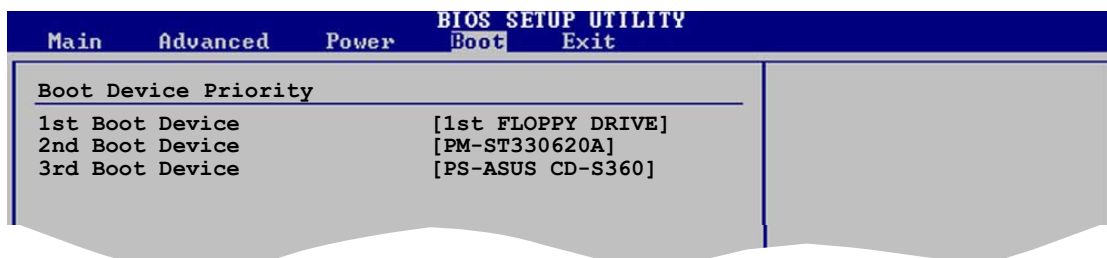 BIOS SETUP UTILITY
Main Advanced Power Boot Exit
Boot Device Priority
1st Boot Device [1st FLOPPY DRIVE]
2nd Boot Device [PM-ST330620A]
3rd Boot Device [PS-ASUS CD-S360]